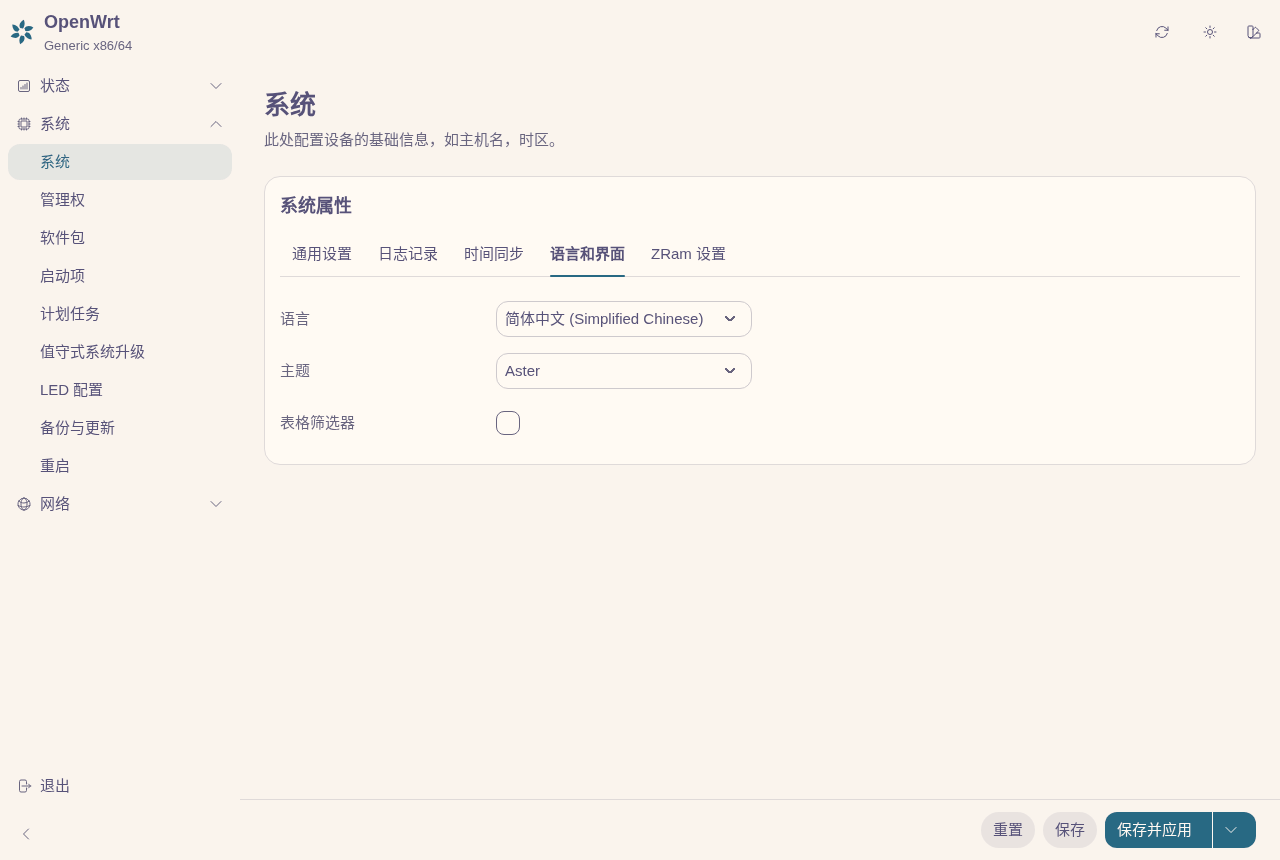 OpenWrt
Generic x86/64
状态
系统
系统
管理权
软件包
启动项
计划任务
值守式系统升级
LED 配置
备份与更新
重启
网络
退出
系统
此处配置设备的基础信息，如主机名，时区。
系统属性
通用设置 日志记录 时间同步 语言和界面 ZRam 设置
语言 简体中文 (Simplified Chinese)
主题 Aster
表格筛选器
重置 保存 保存并应用